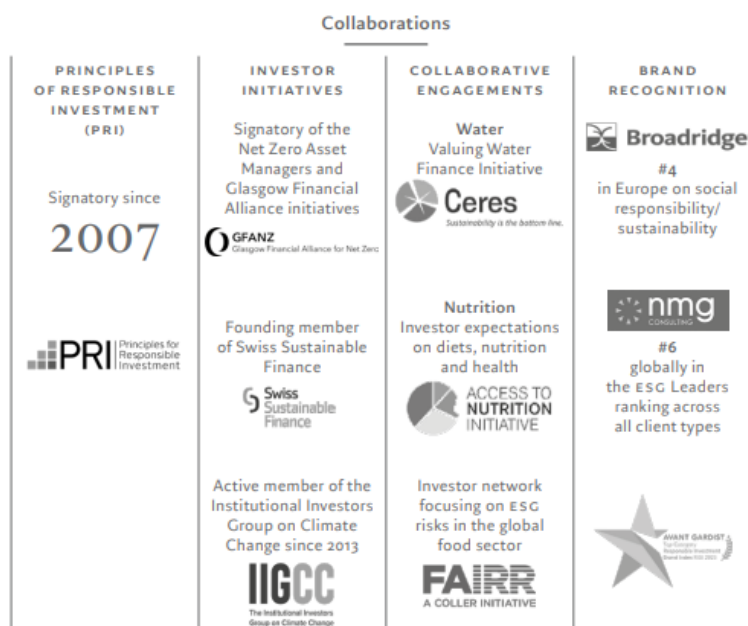 Collaborations
PRINCIPLES
OF RESPONSIBLE
INVESTMENT
(PRI)
Signatory since
2007
PRI Principles for
Responsible
Investment
INVESTOR
INITIATIVES
Signatory of the
Net Zero Asset
Managers and
Glasgow Financial
Alliance initiatives
GFANZ
Glasgow Financial Alliance for Net Zero
Founding member
of Swiss Sustainable
Finance
Swiss
Sustainable
Finance
Active member of the
Institutional Investors
Group on Climate
Change since 2013
IIGCC
The Institutional Investors
Group on Climate Change
COLLABORATIVE
ENGAGEMENTS
Water
Valuing Water
Finance Initiative
Ceres
Sustainability is the bottom line.
Nutrition
Investor expectations
on diets, nutrition
and health
ACCESS TO
NUTRITION
INITIATIVE
Investor network
focusing on ESG
risks in the global
food sector
FAIRR
A COLLER INITIATIVE
BRAND
RECOGNITION
Broadridge
#4
in Europe on social
responsibility/
sustainability
nmg
CONSULTING
#6
globally in
the ESG Leaders
ranking across
all client types
AVANT GARDIST
Responsible Investment